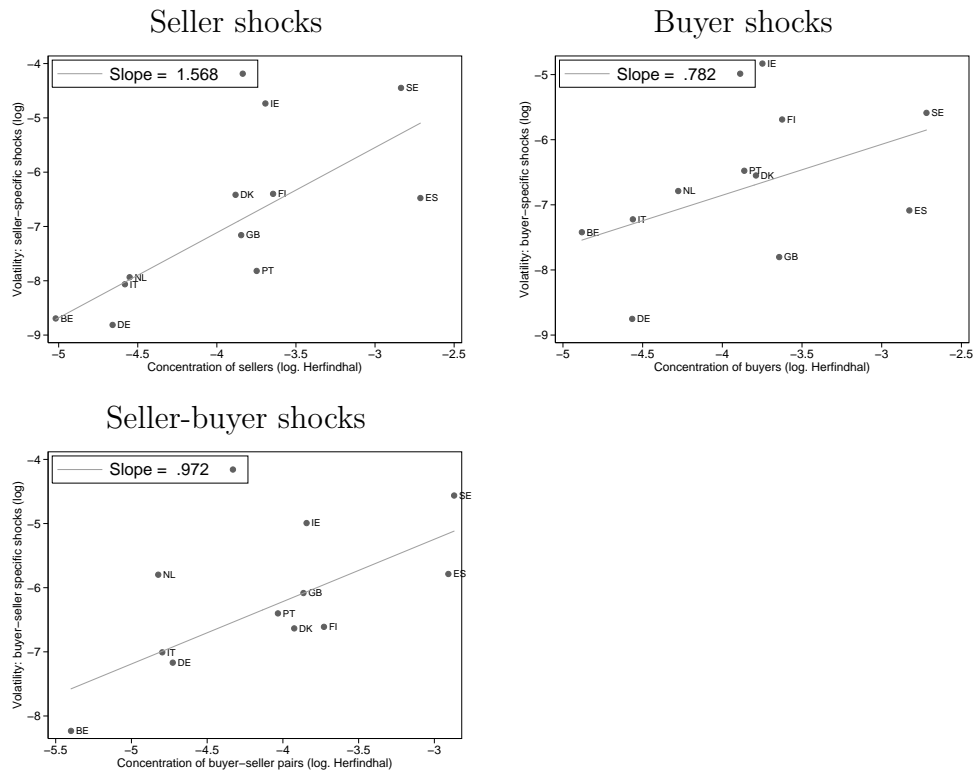 Seller shocks
Slope = 1.568
Volatility: seller−specific shocks (log)
−4
−5
−6
−7
−8
−9
SE
IE
DK
FI
ES
GB
PT
NL
IT
BE
DE
−5
−4.5
−4
−3.5
−3
−2.5
Concentration of sellers (log. Herfindhal)
Buyer shocks
Slope = .782
Volatility: buyer−specific shocks (log)
−5
−6
−7
−8
−9
IE
SE
FI
PT
DK
NL
ES
IT
BE
GB
DE
−5
−4.5
−4
−3.5
−3
−2.5
Concentration of buyers (log. Herfindhal)
Seller-buyer shocks
Slope = .972
Volatility: buyer−seller specific shocks (log)
−4
−5
−6
−7
−8
SE
IE
NL
ES
GB
PT
DK
FI
IT
DE
BE
−5.5
−5
−4.5
−4
−3.5
−3
Concentration of buyer−seller pairs (log. Herfindhal)